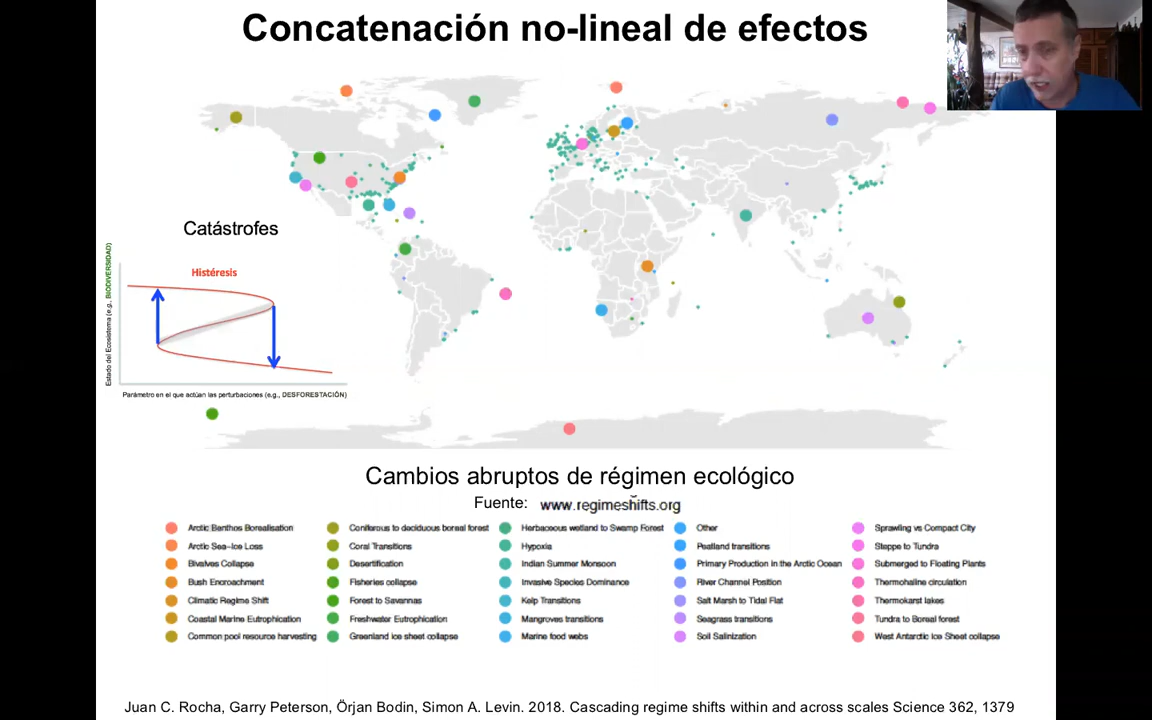 Concatenación no-lineal de efectos
Catástrofes
Histéresis
Estado del Ecosistema (e.g., BIODIVERSIDAD)
Parámetro en el que actúan las perturbaciones (e.g., DESFORESTACIÓN)
Cambios abruptos de régimen ecológico
Fuente: www.regimeshifts.org
Arctic Benthos Borealisation
Arctic Sea-Ice Loss
Bivalves Collapse
Bush Encroachment
Climatic Regime Shift
Coastal Marine Eutrophication
Common pool resource harvesting
Coniferous to deciduous boreal forest
Coral Transitions
Desertification
Fisheries collapse
Forest to Savannas
Freshwater Eutrophication
Greenland ice sheet collapse
Herbaceous wetland to Swamp Forest
Hypoxia
Indian Summer Monsoon
Invasive Species Dominance
Kelp Transitions
Mangroves transitions
Marine food webs
Other
Peatland transitions
Primary Production in the Arctic Ocean
River Channel Position
Salt Marsh to Tidal Flat
Seagrass transitions
Soil Salinization
Sprawling vs Compact City
Steppe to Tundra
Submerged to Floating Plants
Thermohaline circulation
Thermokarst lakes
Tundra to Boreal forest
West Antarctic Ice Sheet collapse
Juan C. Rocha, Garry Peterson, Örjan Bodin, Simon A. Levin. 2018. Cascading regime shifts within and across scales Science 362, 1379